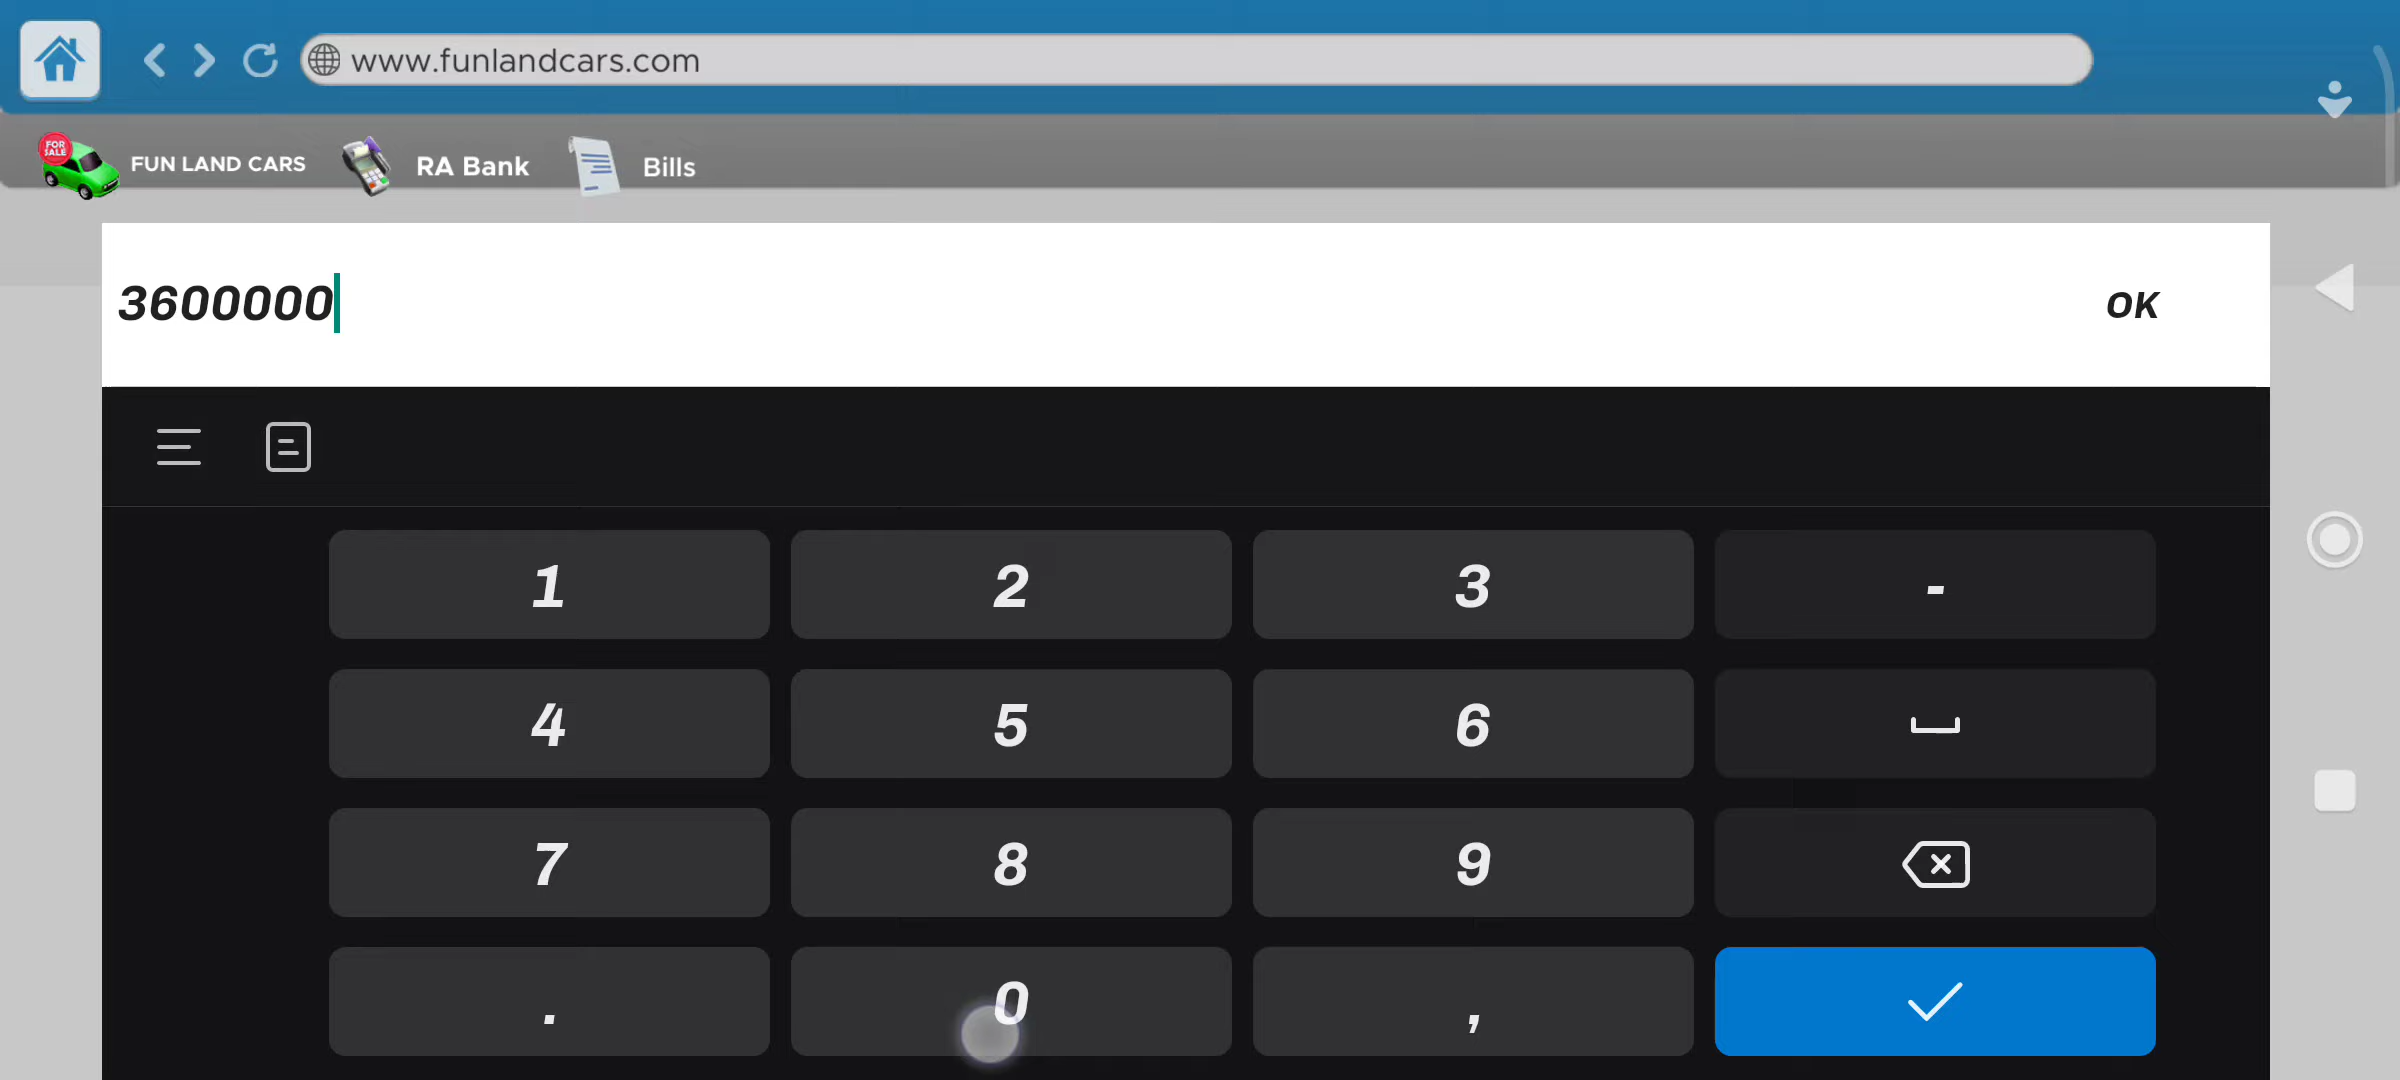 www.funlandcars.com
FOR SALE FUN LAND CARS RA Bank Bills
3600000 OK
1 2 3 -
4 5 6
7 8 9
. 0 ,